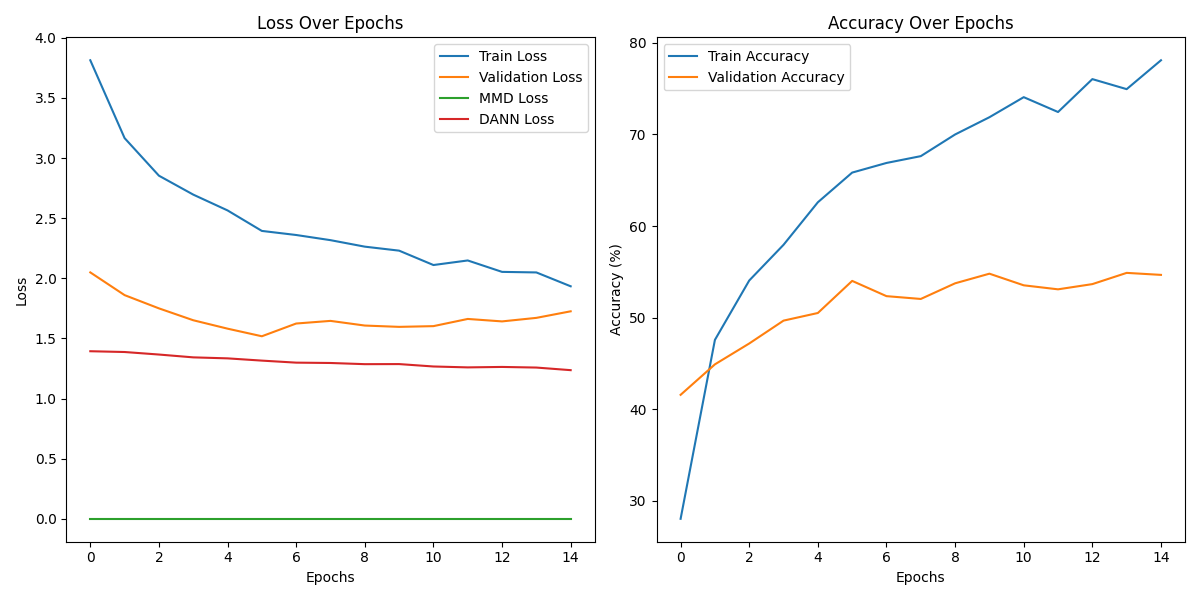 Loss Over Epochs
4.0
3.5
3.0
2.5
2.0
1.5
1.0
0.5
0.0
Loss
Train Loss
Validation Loss
MMD Loss
DANN Loss
0 2 4 6 8 10 12 14
Epochs
Accuracy Over Epochs
80
70
60
50
40
30
Accuracy (%)
Train Accuracy
Validation Accuracy
0 2 4 6 8 10 12 14
Epochs